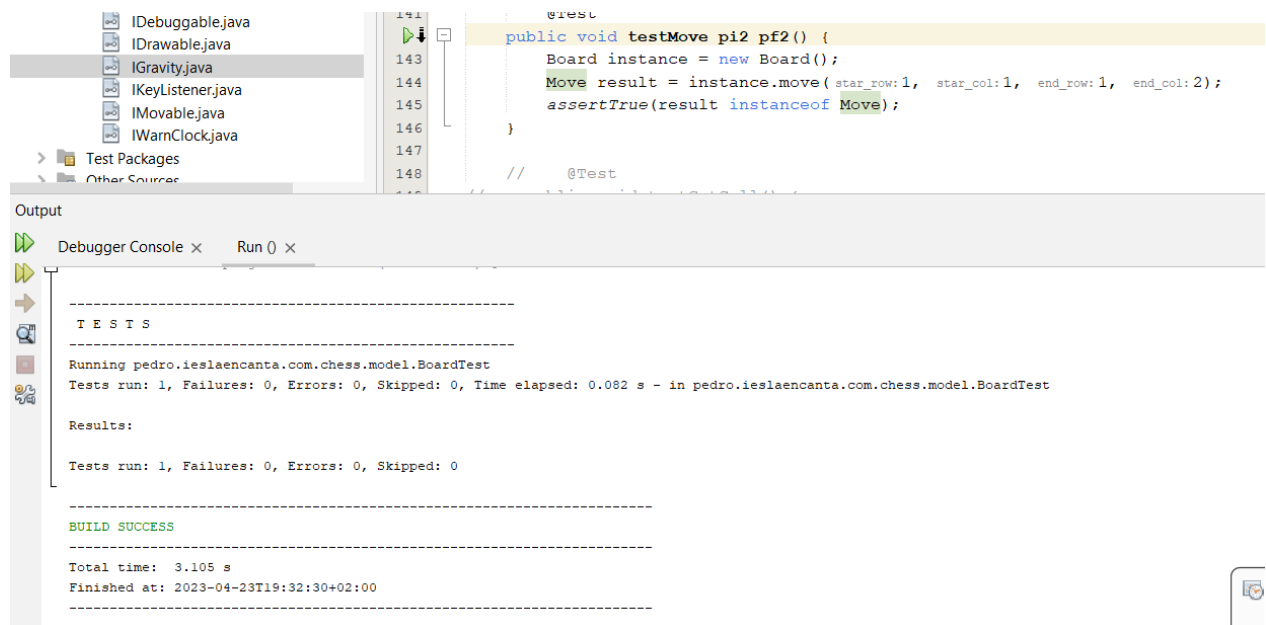 IDebuggable.java
IDrawable.java
IGravity.java
IKeyListener.java
IMovable.java
IWarnClock.java
Test Packages
Other Sources
141 @Test
public void testMove pi2 pf2() {
143 Board instance = new Board();
144 Move result = instance.move( star_row: 1, star_col: 1, end_row: 1, end_col: 2);
145 assertTrue(result instanceof Move);
146 }
147
148 // @Test
Output
Debugger Console × Run () ×
------------------------------------------------------
T E S T S
------------------------------------------------------
Running pedro.ieslaencanta.com.chess.model.BoardTest
Tests run: 1, Failures: 0, Errors: 0, Skipped: 0, Time elapsed: 0.082 s - in pedro.ieslaencanta.com.chess.model.BoardTest
Results:
Tests run: 1, Failures: 0, Errors: 0, Skipped: 0
------------------------------------------------------------------------
BUILD SUCCESS
------------------------------------------------------------------------
Total time: 3.105 s
Finished at: 2023-04-23T19:32:30+02:00
------------------------------------------------------------------------